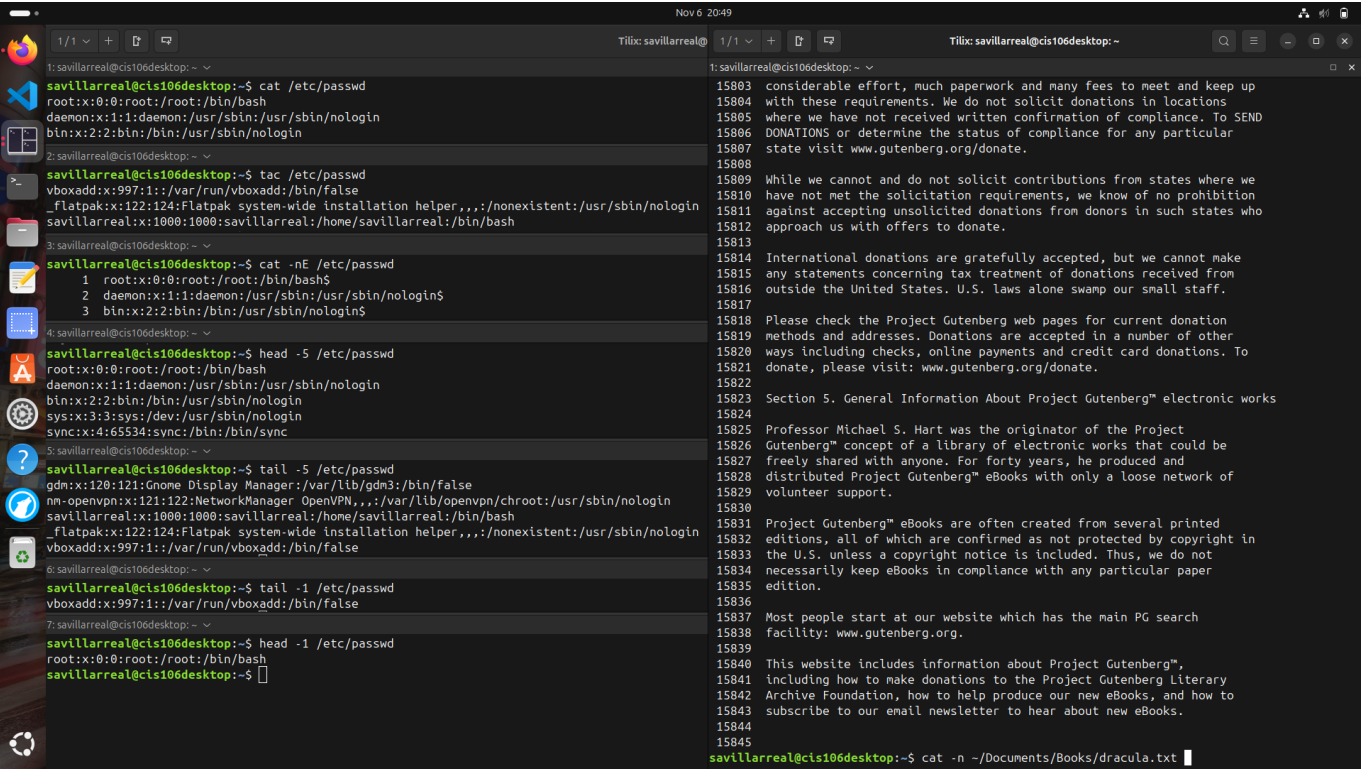 Nov 6 20:49
1/1
Tilix: savillarreal@
1: savillarreal@cis106desktop: ~
savillarreal@cis106desktop:~$ cat /etc/passwd
root:x:0:0:root:/root:/bin/bash
daemon:x:1:1:daemon:/usr/sbin:/usr/sbin/nologin
bin:x:2:2:bin:/bin:/usr/sbin/nologin
2: savillarreal@cis106desktop: ~
savillarreal@cis106desktop:~$ tac /etc/passwd
vboxadd:x:997:1::/var/run/vboxadd:/bin/false
_flatpak:x:122:124:Flatpak system-wide installation helper,,,:/nonexistent:/usr/sbin/nologin
savillarreal:x:1000:1000:savillarreal:/home/savillarreal:/bin/bash
3: savillarreal@cis106desktop: ~
savillarreal@cis106desktop:~$ cat -nE /etc/passwd
1 root:x:0:0:root:/root:/bin/bash$
2 daemon:x:1:1:daemon:/usr/sbin:/usr/sbin/nologin$
3 bin:x:2:2:bin:/bin:/usr/sbin/nologin$
4: savillarreal@cis106desktop: ~
savillarreal@cis106desktop:~$ head -5 /etc/passwd
root:x:0:0:root:/root:/bin/bash
daemon:x:1:1:daemon:/usr/sbin:/usr/sbin/nologin
bin:x:2:2:bin:/bin:/usr/sbin/nologin
sys:x:3:3:sys:/dev:/usr/sbin/nologin
sync:x:4:65534:sync:/bin:/bin/sync
5: savillarreal@cis106desktop: ~
savillarreal@cis106desktop:~$ tail -5 /etc/passwd
gdm:x:120:121:Gnome Display Manager:/var/lib/gdm3:/bin/false
nm-openvpn:x:121:122:NetworkManager OpenVPN,,,:/var/lib/openvpn/chroot:/usr/sbin/nologin
savillarreal:x:1000:1000:savillarreal:/home/savillarreal:/bin/bash
_flatpak:x:122:124:Flatpak system-wide installation helper,,,:/nonexistent:/usr/sbin/nologin
vboxadd:x:997:1::/var/run/vboxadd:/bin/false
6: savillarreal@cis106desktop: ~
savillarreal@cis106desktop:~$ tail -1 /etc/passwd
vboxadd:x:997:1::/var/run/vboxadd:/bin/false
7: savillarreal@cis106desktop: ~
savillarreal@cis106desktop:~$ head -1 /etc/passwd
root:x:0:0:root:/root:/bin/bash
savillarreal@cis106desktop:~$
1/1
Tilix: savillarreal@cis106desktop: ~
1: savillarreal@cis106desktop: ~
15803 considerable effort, much paperwork and many fees to meet and keep up
15804 with these requirements. We do not solicit donations in locations
15805 where we have not received written confirmation of compliance. To SEND
15806 DONATIONS or determine the status of compliance for any particular
15807 state visit www.gutenberg.org/donate.
15808
15809 While we cannot and do not solicit contributions from states where we
15810 have not met the solicitation requirements, we know of no prohibition
15811 against accepting unsolicited donations from donors in such states who
15812 approach us with offers to donate.
15813
15814 International donations are gratefully accepted, but we cannot make
15815 any statements concerning tax treatment of donations received from
15816 outside the United States. U.S. laws alone swamp our small staff.
15817
15818 Please check the Project Gutenberg web pages for current donation
15819 methods and addresses. Donations are accepted in a number of other
15820 ways including checks, online payments and credit card donations. To
15821 donate, please visit: www.gutenberg.org/donate.
15822
15823 Section 5. General Information About Project Gutenberg™ electronic works
15824
15825 Professor Michael S. Hart was the originator of the Project
15826 Gutenberg™ concept of a library of electronic works that could be
15827 freely shared with anyone. For forty years, he produced and
15828 distributed Project Gutenberg™ eBooks with only a loose network of
15829 volunteer support.
15830
15831 Project Gutenberg™ eBooks are often created from several printed
15832 editions, all of which are confirmed as not protected by copyright in
15833 the U.S. unless a copyright notice is included. Thus, we do not
15834 necessarily keep eBooks in compliance with any particular paper
15835 edition.
15836
15837 Most people start at our website which has the main PG search
15838 facility: www.gutenberg.org.
15839
15840 This website includes information about Project Gutenberg™,
15841 including how to make donations to the Project Gutenberg Literary
15842 Archive Foundation, how to help produce our new eBooks, and how to
15843 subscribe to our email newsletter to hear about new eBooks.
15844
15845
savillarreal@cis106desktop:~$ cat -n ~/Documents/Books/dracula.txt